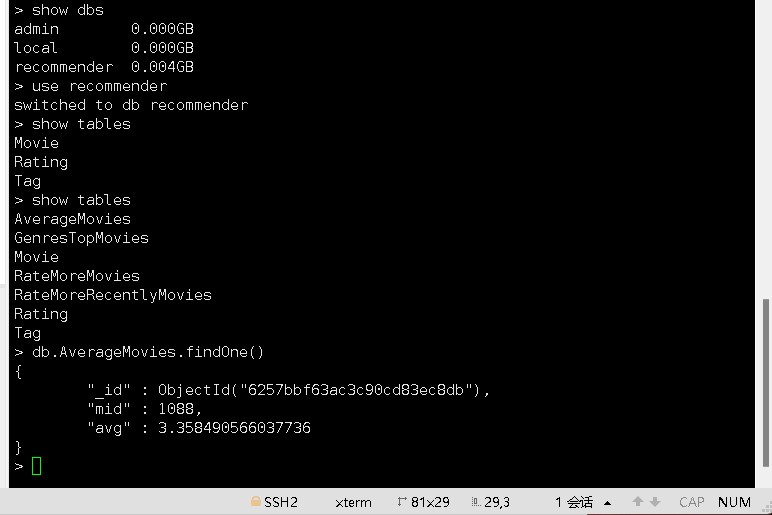 > show dbs
admin         0.000GB
local         0.000GB
recommender  0.004GB
> use recommender
switched to db recommender
> show tables
Movie
Rating
Tag
> show tables
AverageMovies
GenresTopMovies
Movie
RateMoreMovies
RateMoreRecentlyMovies
Rating
Tag
> db.AverageMovies.findOne()
{
        "_id" : ObjectId("6257bbf63ac3c90cd83ec8db"),
        "mid" : 1088,
        "avg" : 3.358490566037736
}
>
SSH2 xterm 81x29 29,3 1 会话 CAP NUM